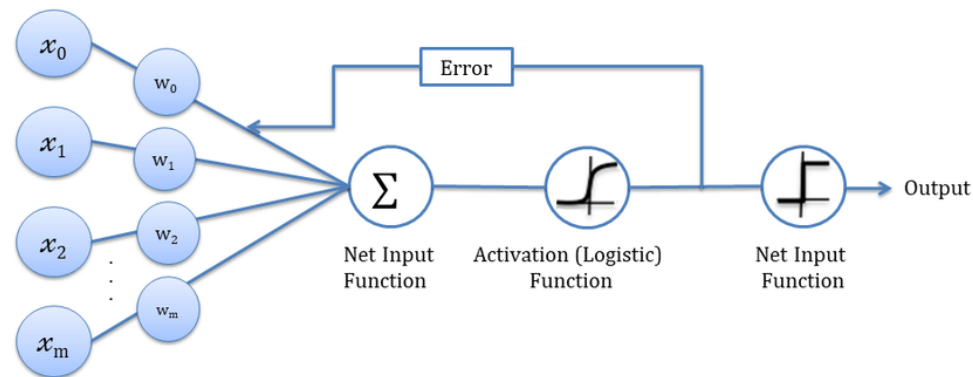 x0
w0
Error
x1
w1
Σ
Output
x2
w2
Net Input
Function
Activation (Logistic)
Function
Net Input
Function
.
.
.
xm
wm